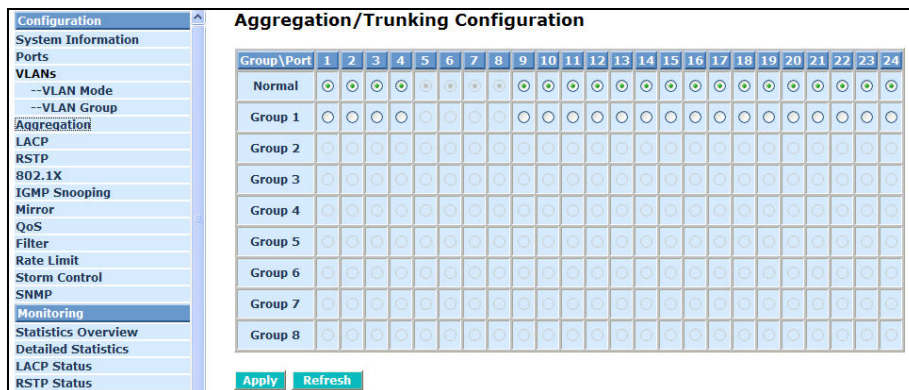 Configuration
System Information
Ports
VLANs
--VLAN Mode
--VLAN Group
Aggregation
LACP
RSTP
802.1X
IGMP Snooping
Mirror
QoS
Filter
Rate Limit
Storm Control
SNMP
Monitoring
Statistics Overview
Detailed Statistics
LACP Status
RSTP Status
Aggregation/Trunking Configuration
Group\Port 1 2 3 4 5 6 7 8 9 10 11 12 13 14 15 16 17 18 19 20 21 22 23 24
Normal
Group 1
Group 2
Group 3
Group 4
Group 5
Group 6
Group 7
Group 8
Apply Refresh